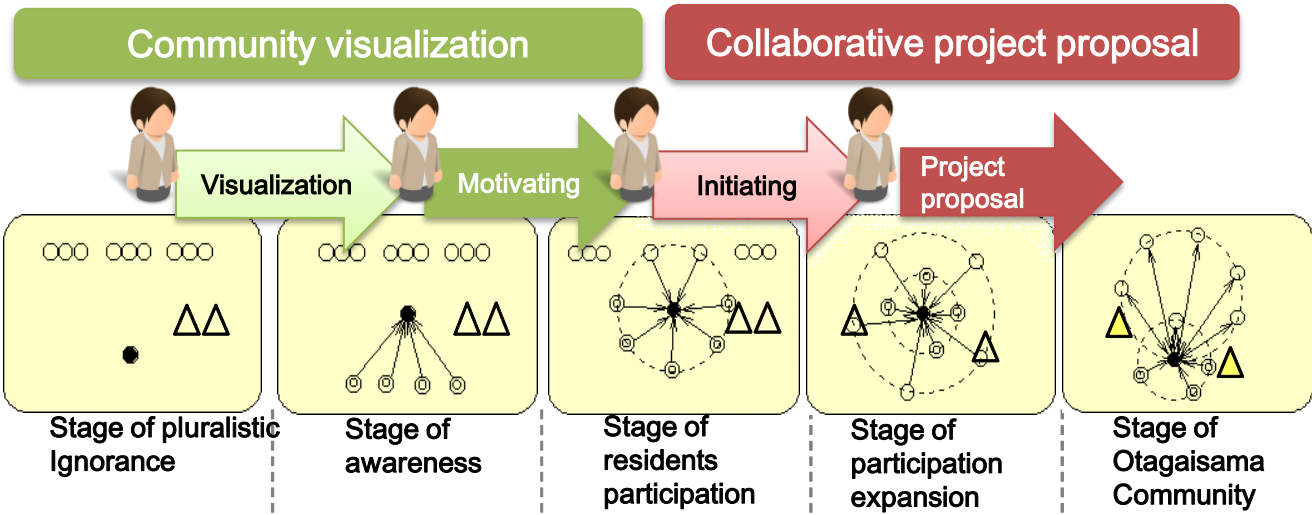 Community visualization
Collaborative project proposal
Visualization
Motivating
Initiating
Project
proposal
Stage of pluralistic
Ignorance
Stage of
awareness
Stage of
residents
participation
Stage of
participation
expansion
Stage of
Otagaisama
Community